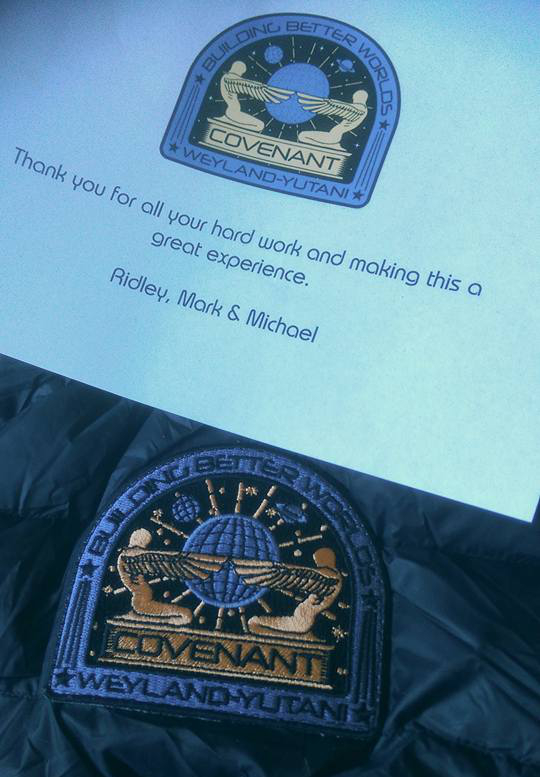 BUILDING BETTER WORLDS
COVENANT
WEYLAND-YUTANI
Thank you for all your hard work and making this a
great experience.
Ridley, Mark & Michael
BUILDING BETTER WORLDS
COVENANT
WEYLAND-YUTANI